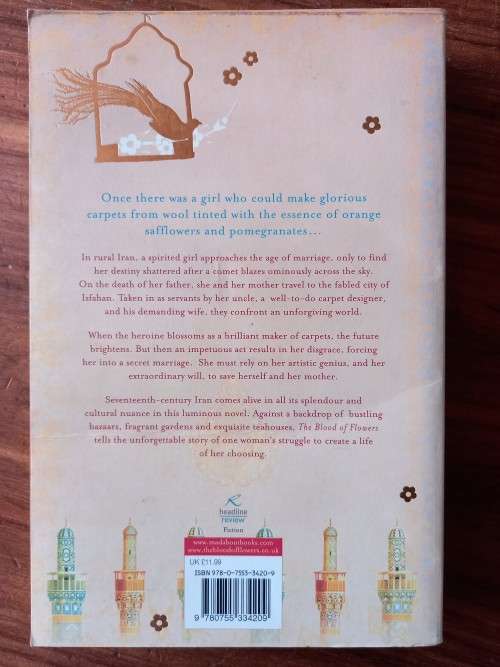 Once there was a girl who could make glorious
carpets from wool tinted with the essence of orange
safflowers and pomegranates...
In rural Iran, a spirited girl approaches the age of marriage, only to find
her destiny shattered after a comet blazes ominously across the sky.
On the death of her father, she and her mother travel to the fabled city of
Isfahan. Taken in as servants by her uncle, a well-to-do carpet designer,
and his demanding wife, they confront an unforgiving world.
When the heroine blossoms as a brilliant maker of carpets, the future
brightens. But then an impetuous act results in her disgrace, forcing
her into a secret marriage. She must rely on her artistic genius, and her
extraordinary will, to save herself and her mother.
Seventeenth-century Iran comes alive in all its splendour and
cultural nuance in this luminous novel. Against a backdrop of bustling
bazaars, fragrant gardens and exquisite teahouses, The Blood of Flowers
tells the unforgettable story of one woman's struggle to create a life
of her choosing.
headline
review
Fiction
www.madaboutbooks.com
www.thebloodofflowers.co.uk
UK £11.99
ISBN 978-0-7553-3420-9
9 780755 334209